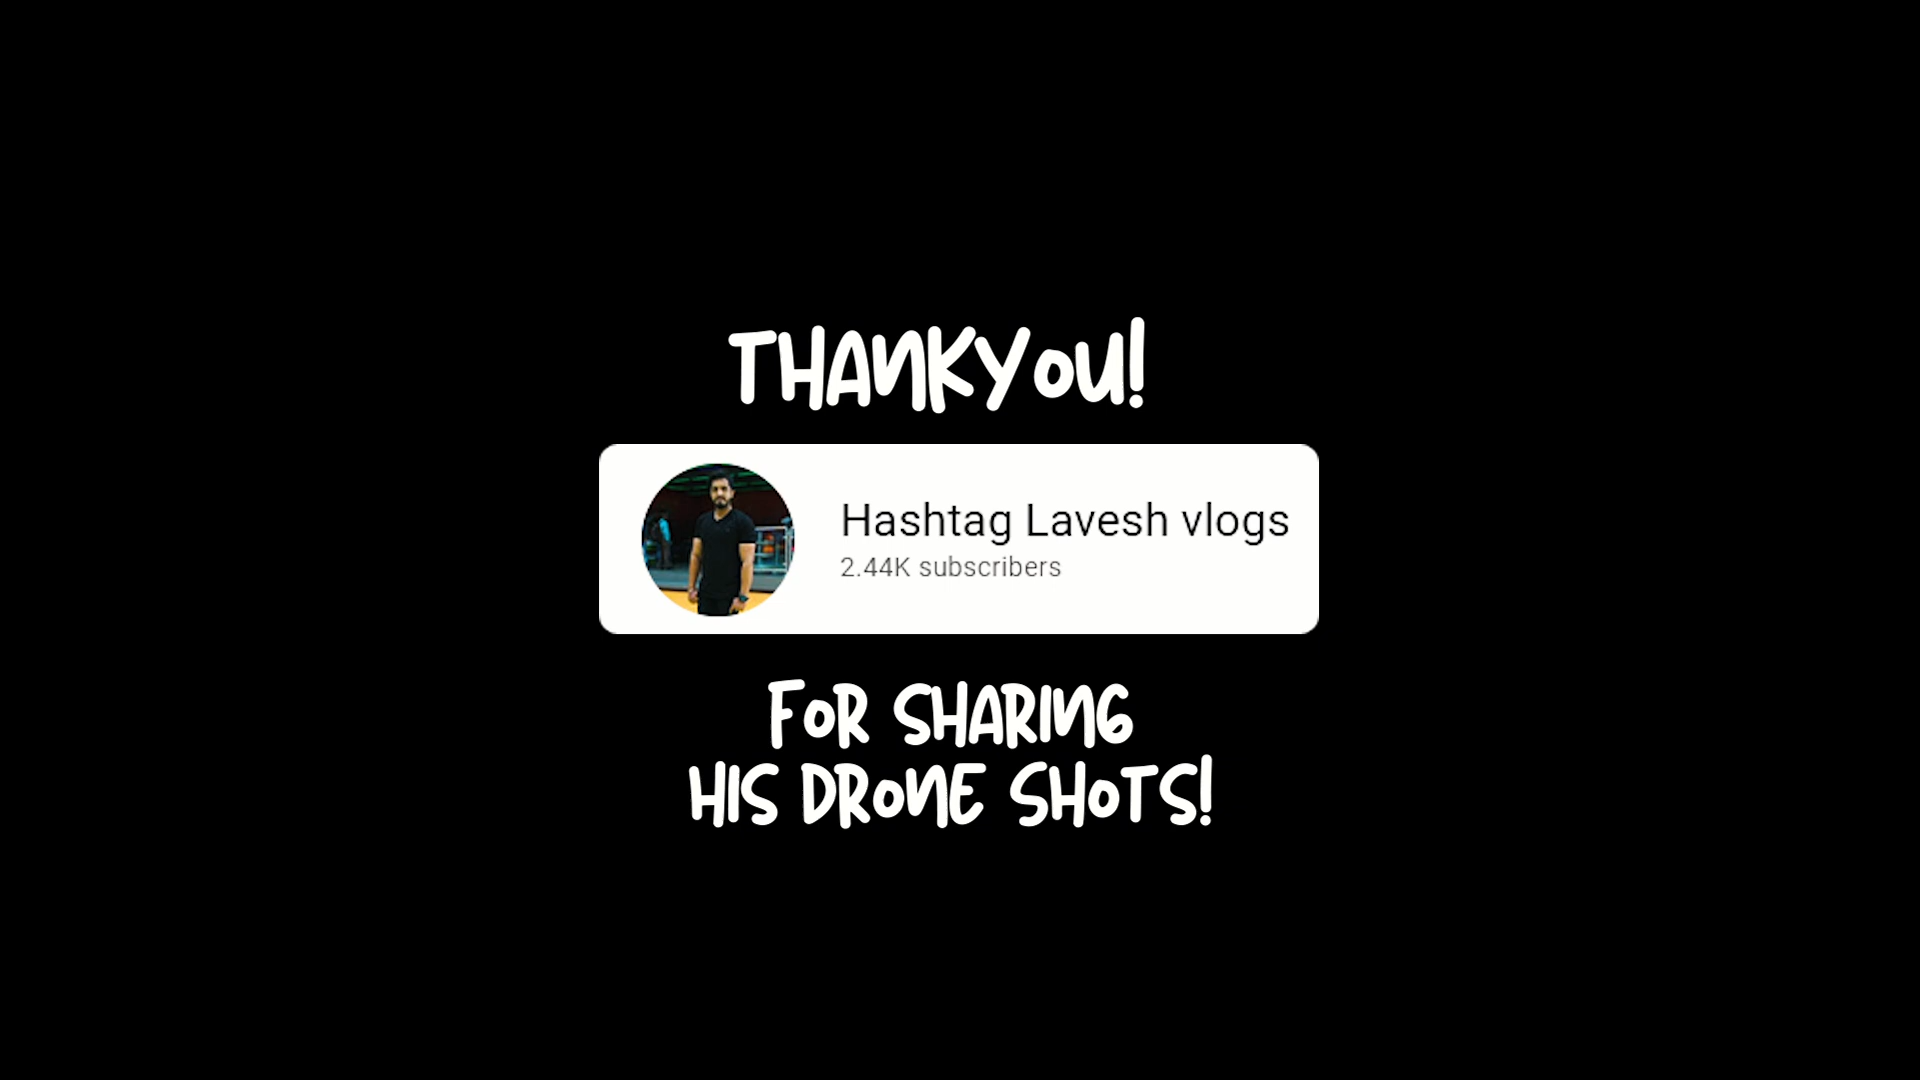 THANKYOU!
Hashtag Lavesh vlogs
2.44K subscribers
FOR SHARING
HIS DRONE SHOTS!